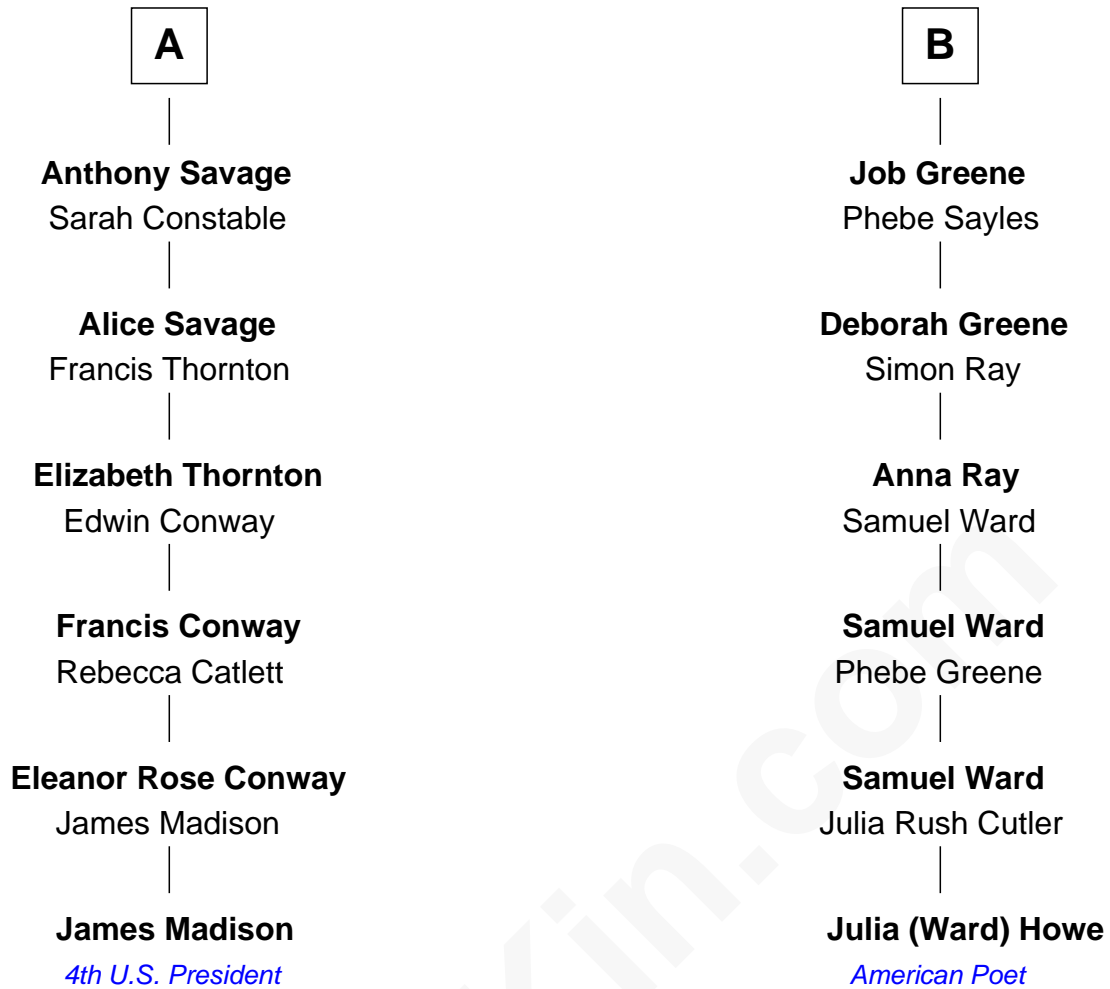 A
Anthony Savage
Sarah Constable
Alice Savage
Francis Thornton
Elizabeth Thornton
Edwin Conway
Francis Conway
Rebecca Catlett
Eleanor Rose Conway
James Madison
James Madison
4th U.S. President
B
Job Greene
Phebe Sayles
Deborah Greene
Simon Ray
Anna Ray
Samuel Ward
Samuel Ward
Phebe Greene
Samuel Ward
Julia Rush Cutler
Julia (Ward) Howe
American Poet
Kin.com